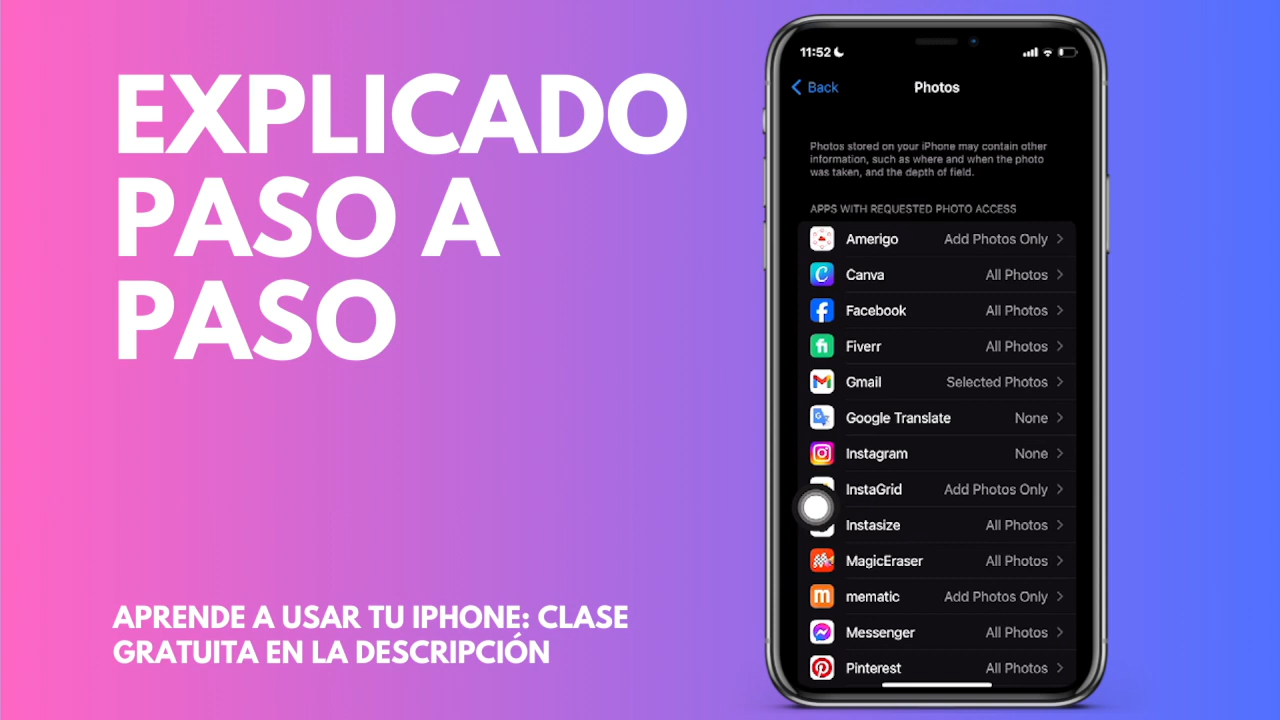 EXPLICADO
PASO A
PASO
APRENDE A USAR TU IPHONE: CLASE
GRATUITA EN LA DESCRIPCIÓN
11:52
Back
Photos
Photos stored on your iPhone may contain other
information, such as where and when the photo
was taken, and the depth of field.
APPS WITH REQUESTED PHOTO ACCESS
Amerigo Add Photos Only
Canva All Photos
Facebook All Photos
Fiverr All Photos
Gmail Selected Photos
Google Translate None
Instagram None
InstaGrid Add Photos Only
Instasize All Photos
MagicEraser All Photos
mematic Add Photos Only
Messenger All Photos
Pinterest All Photos